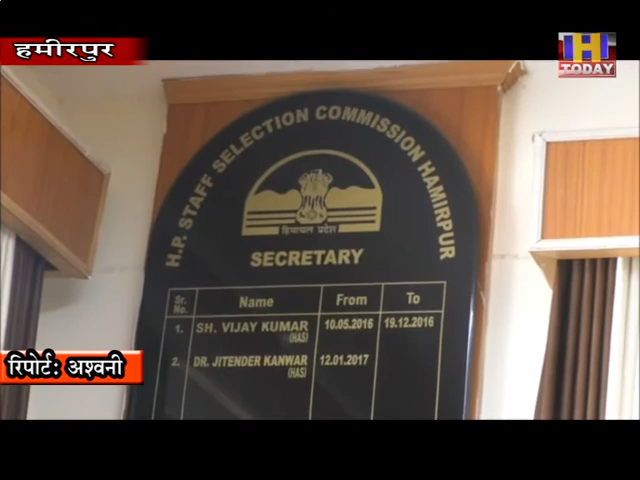 हमीरपुर
H
TODAY
H.P. STAFF SELECTION COMMISSION HAMIRPUR
हिमाचल प्रदेश
SECRETARY
Sr. No. Name From To
1. SH. VIJAY KUMAR (HAS) 10.05.2016 19.12.2016
2. DR. JITENDER KANWAR (HAS) 12.01.2017
रिपोर्ट: अश्वनी